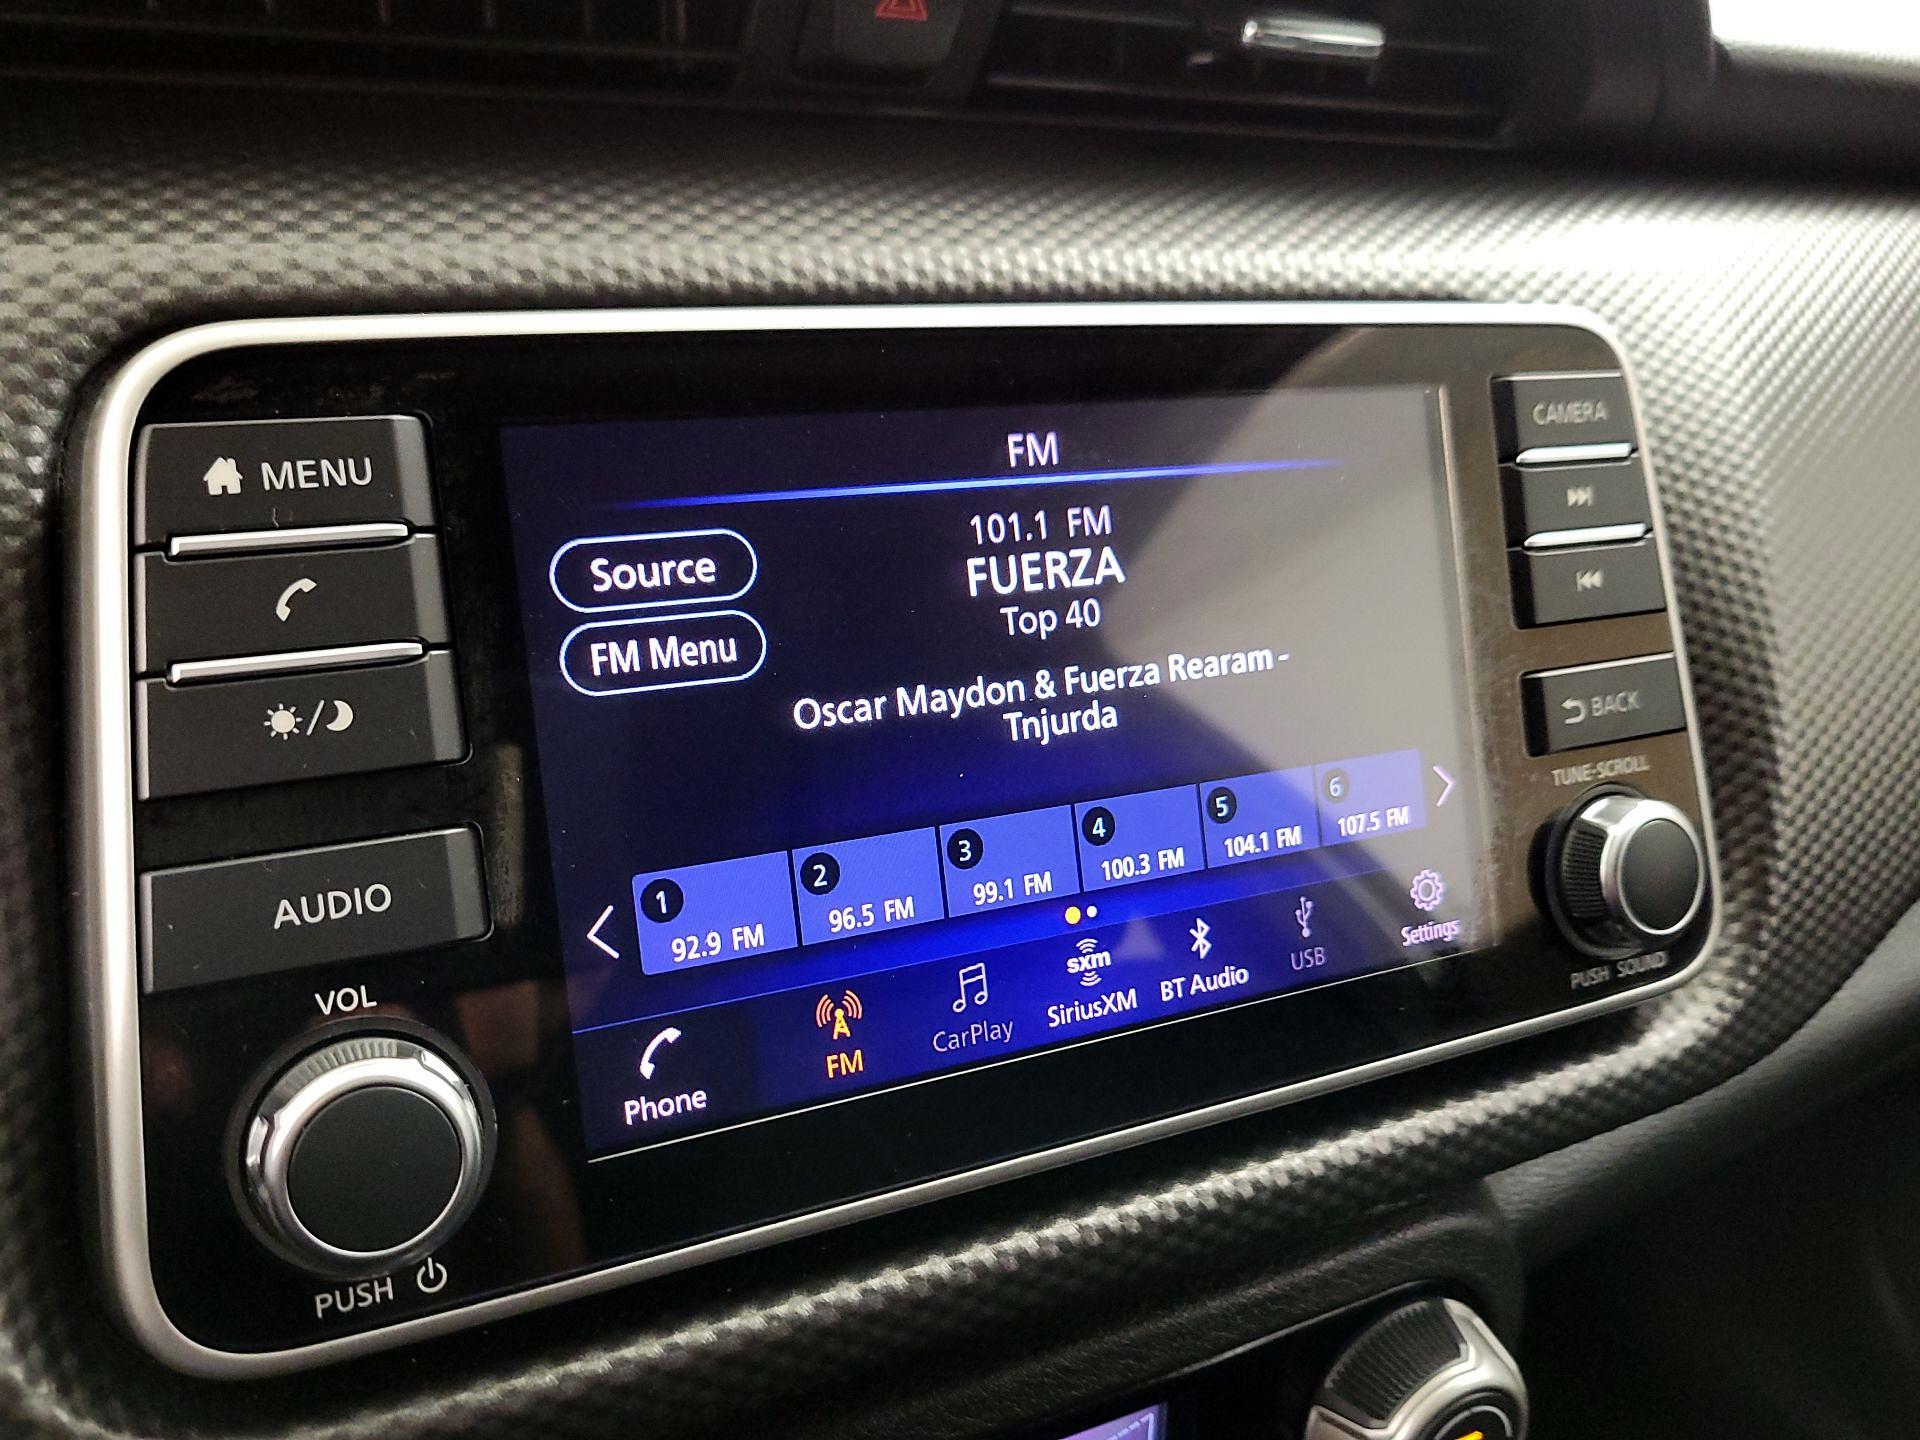 MENU
AUDIO
VOL
PUSH
FM
Source
FM Menu
101.1 FM
FUERZA
Top 40
Oscar Maydon & Fuerza Rearam -
Tnjurda
1
92.9 FM
2
96.5 FM
3
99.1 FM
4
100.3 FM
5
104.1 FM
6
107.5 FM
Phone
A
FM
CarPlay
sxm
SiriusXM
BT Audio
USB
Settings
CAMERA
BACK
TUNE-SCROLL
PUSH SOUND